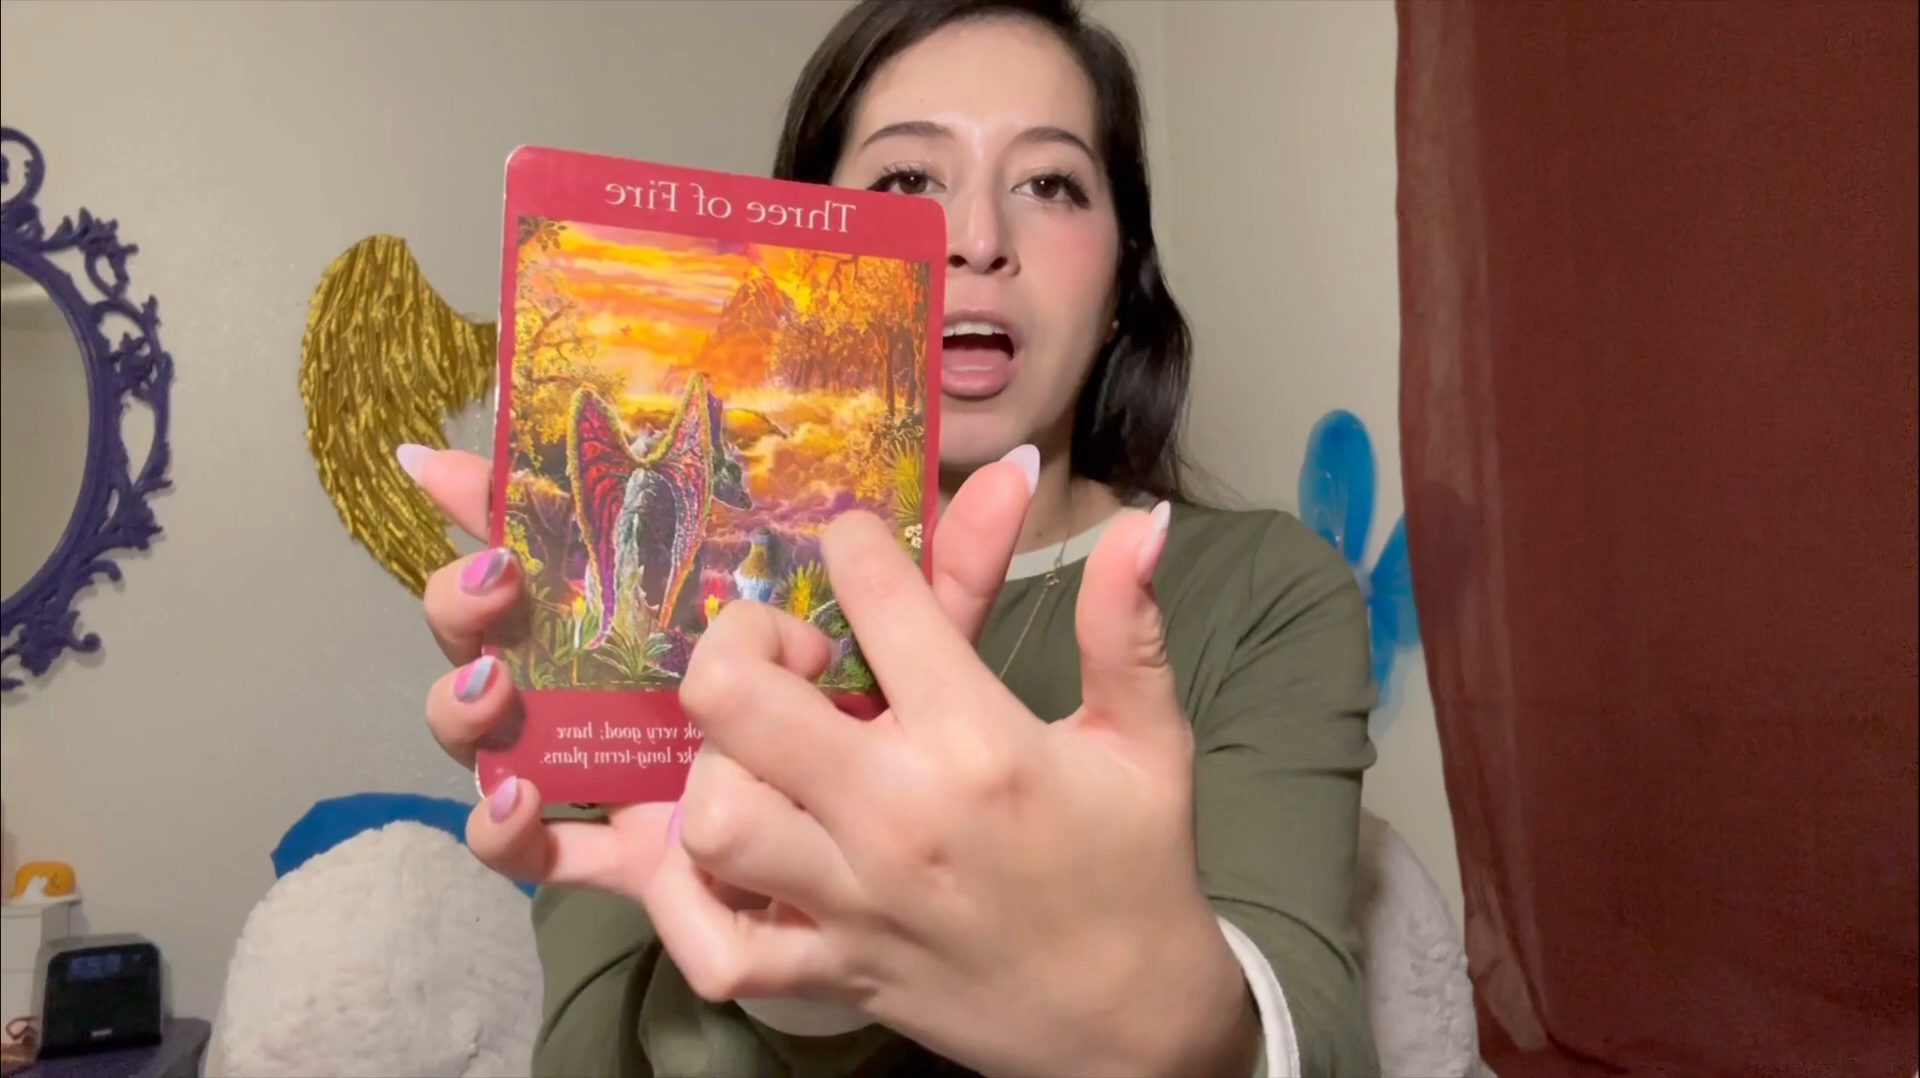 Three of Fire
very good; have
long-term plans.